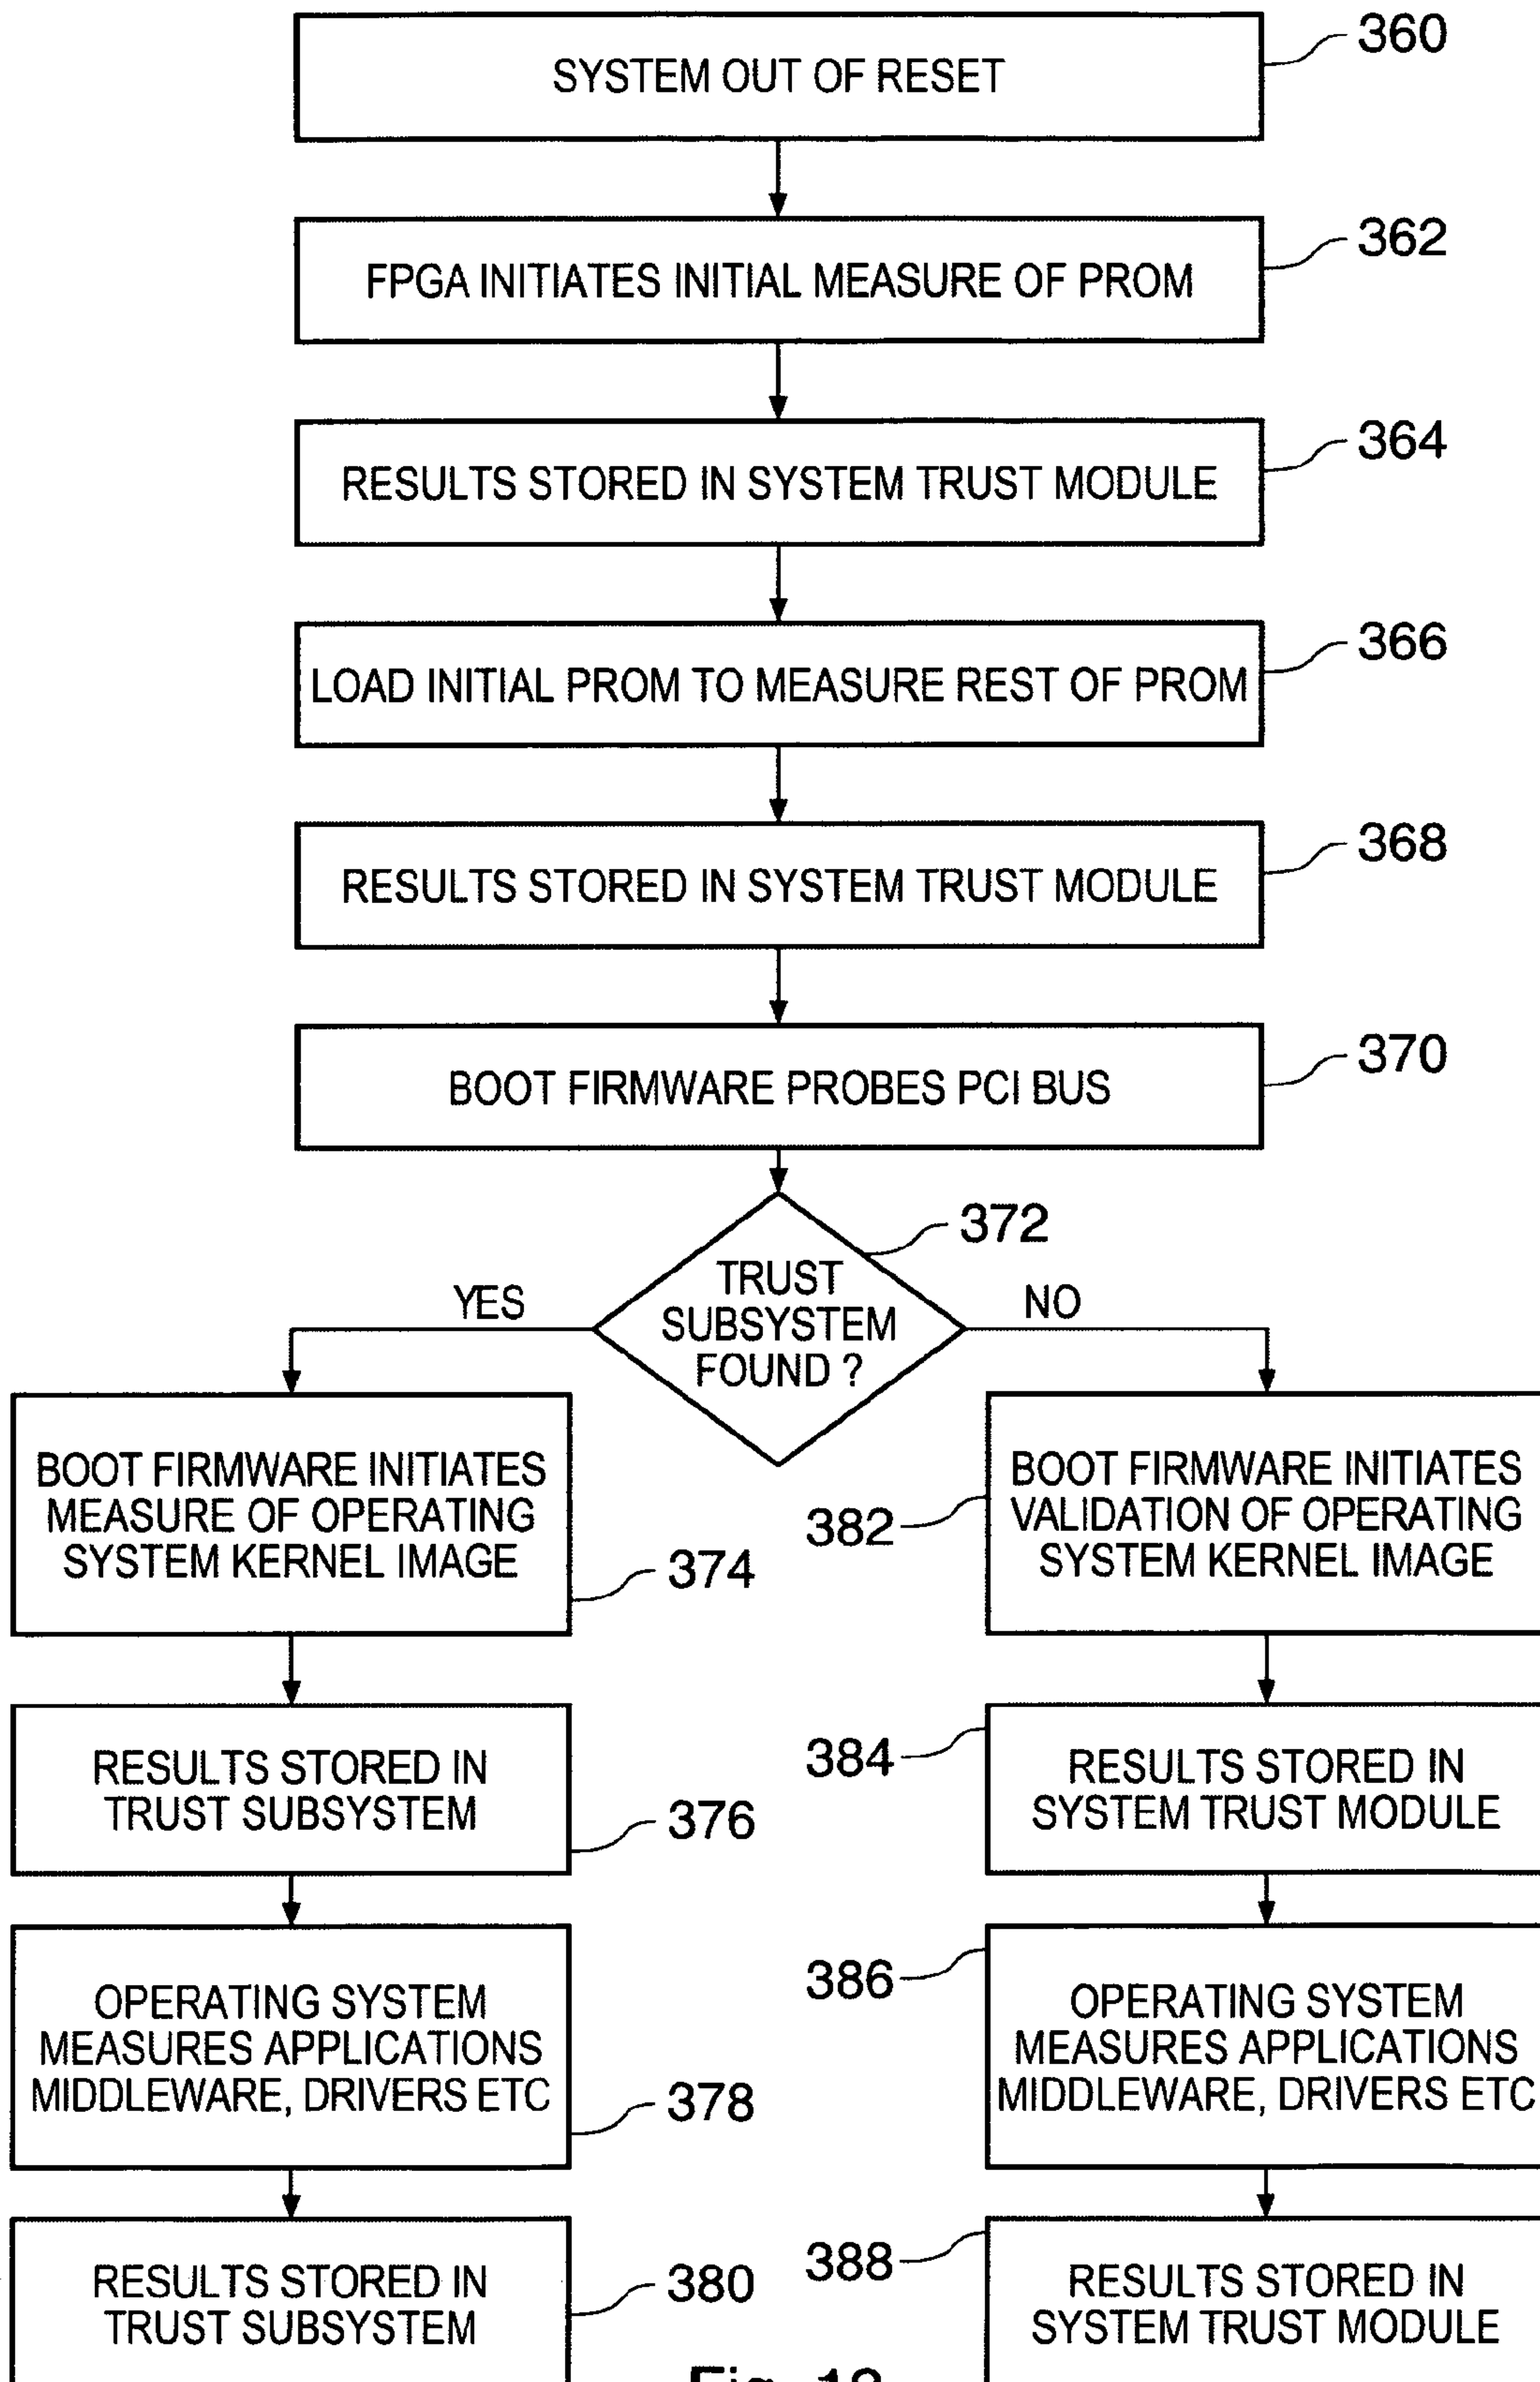 SYSTEM OUT OF RESET
360
FPGA INITIATES INITIAL MEASURE OF PROM
362
RESULTS STORED IN SYSTEM TRUST MODULE
364
LOAD INITIAL PROM TO MEASURE REST OF PROM
366
RESULTS STORED IN SYSTEM TRUST MODULE
368
BOOT FIRMWARE PROBES PCI BUS
370
372
TRUST
SUBSYSTEM
FOUND ?
YES
NO
BOOT FIRMWARE INITIATES
MEASURE OF OPERATING
SYSTEM KERNEL IMAGE
374
RESULTS STORED IN
TRUST SUBSYSTEM
376
OPERATING SYSTEM
MEASURES APPLICATIONS
MIDDLEWARE, DRIVERS ETC
378
RESULTS STORED IN
TRUST SUBSYSTEM
380
BOOT FIRMWARE INITIATES
VALIDATION OF OPERATING
SYSTEM KERNEL IMAGE
382
RESULTS STORED IN
SYSTEM TRUST MODULE
384
OPERATING SYSTEM
MEASURES APPLICATIONS
MIDDLEWARE, DRIVERS ETC
386
RESULTS STORED IN
SYSTEM TRUST MODULE
388